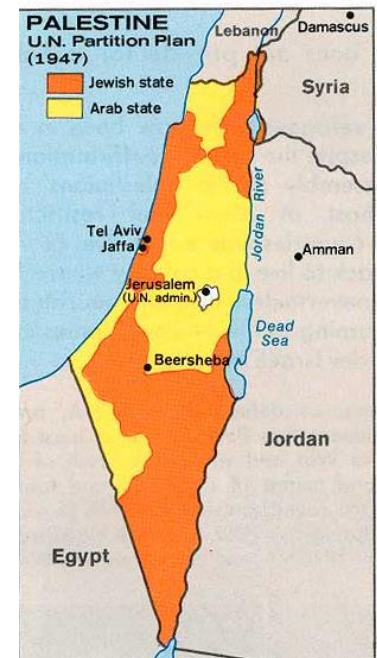 PALESTINE
U.N. Partition Plan
(1947)
Jewish state
Arab state
Lebanon
Damascus
Syria
Tel Aviv
Jaffa
Jordan River
Amman
Jerusalem
(U.N. admin.)
Dead
Sea
Beersheba
Jordan
Egypt